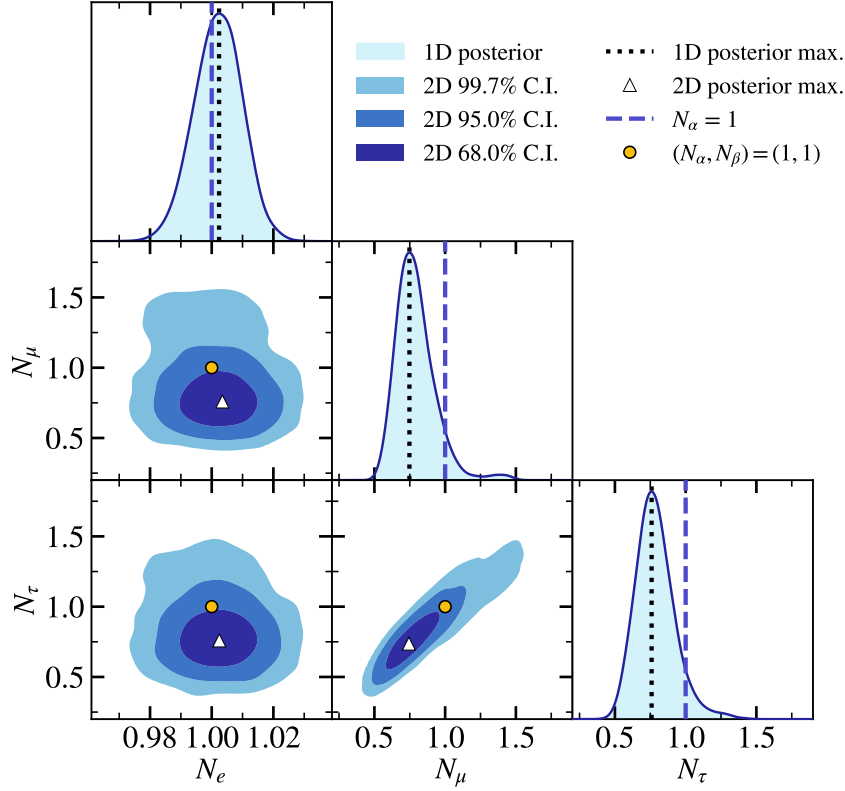 1D posterior
2D 99.7% C.I.
2D 95.0% C.I.
2D 68.0% C.I.
1D posterior max.
2D posterior max.
N_α = 1
(N_α, N_β) = (1, 1)
1.5
1.0
0.5
N_μ
1.5
1.0
0.5
N_τ
0.98 1.00 1.02
N_e
0.5 1.0 1.5
N_μ
0.5 1.0 1.5
N_τ